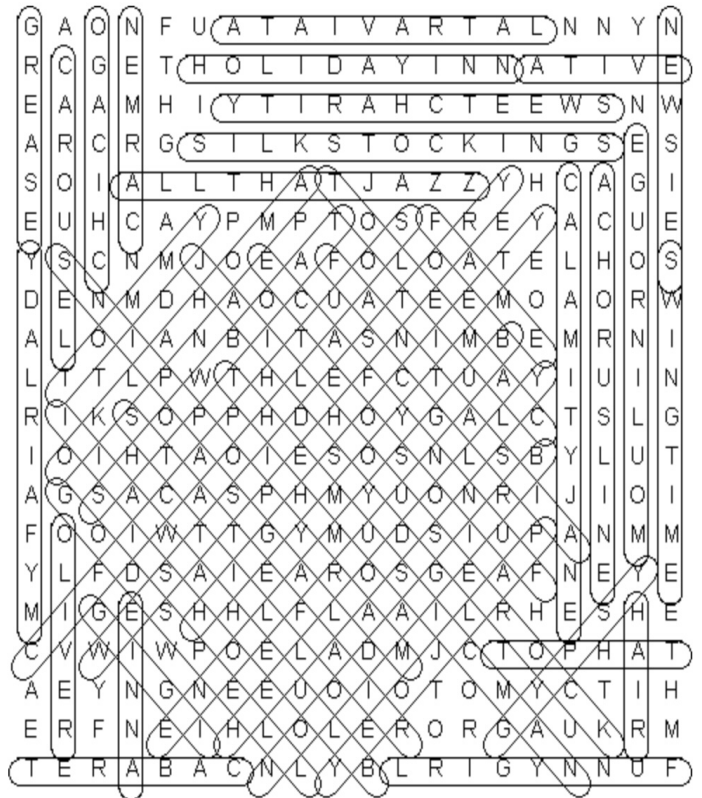 G A O N F U A T A I V A R T A L N N Y N
R C G E T H O L I D A Y I N N A T I V E
E A A M H I Y T I R A H C T E E W S N W
A R C R G S I L K S T O C K I N G S E S
S O I A L L T H A T J A Z Z Y H C A G I
E U H C A Y P M P T O S F R E Y A C U E
Y S C N M J O E A F O L O A T E L H O S
D E N M D H A O C U A T E E M O A O R W
A L O I A N B I T A S N I M B E M R N I
L T T L P W T H L E F C T U A Y I U I N
R I K S O P P H D H O Y G A L C T S L G
I O I H T A O I E S O S N L S B Y L U T
A G S A C A S P H M Y U O N R I J I O I
F O O I W T T G Y M U D S I U P A N M M
Y L F D S A I E A R O S G E A F N E Y E
M I G E S H H L F L A A I L R H E S H E
C V W I W P O E L A D M J C T O P H A T
A E Y N G N E E U O I O T O M Y C T I H
E R F N E I H L O L E R O R G A U K R M
T E R A B A C N L Y B L R I G Y N N U F